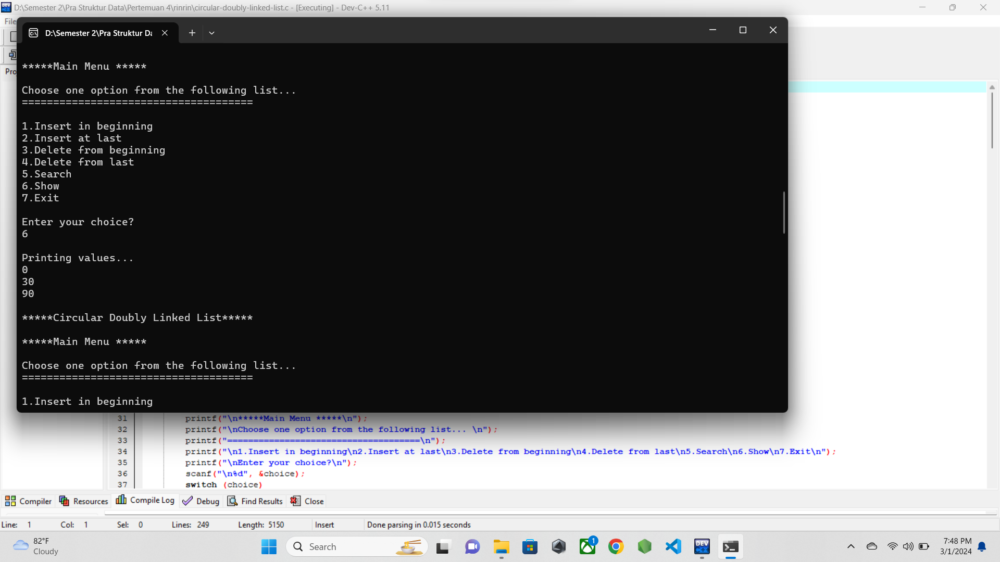 D:\Semester 2\Pra Struktur Data\Pertemuan 4\rinrin\circular-doubly-linked-list.c - [Executing] - Dev-C++ 5.11
File
D:\Semester 2\Pra Struktur Da
*****Main Menu *****
Choose one option from the following list...
=====================================
1.Insert in beginning
2.Insert at last
3.Delete from beginning
4.Delete from last
5.Search
6.Show
7.Exit
Enter your choice?
6
Printing values...
0
30
90
*****Circular Doubly Linked List*****
*****Main Menu *****
Choose one option from the following list...
=====================================
1.Insert in beginning
31 printf("\n*****Main Menu *****\n");
32 printf("\nChoose one option from the following list... \n");
33 printf("=====================================\n");
34 printf("\n1.Insert in beginning\n2.Insert at last\n3.Delete from beginning\n4.Delete from last\n5.Search\n6.Show\n7.Exit\n");
35 printf("\nEnter your choice?\n");
36 scanf("\n%d", &choice);
37 switch (choice)
Compiler Resources Compile Log Debug Find Results Close
Line: 1 Col: 1 Sel: 0 Lines: 249 Length: 5150 Insert Done parsing in 0.015 seconds
82°F
Cloudy
Search
1
DEV
C++
7:48 PM
3/1/2024